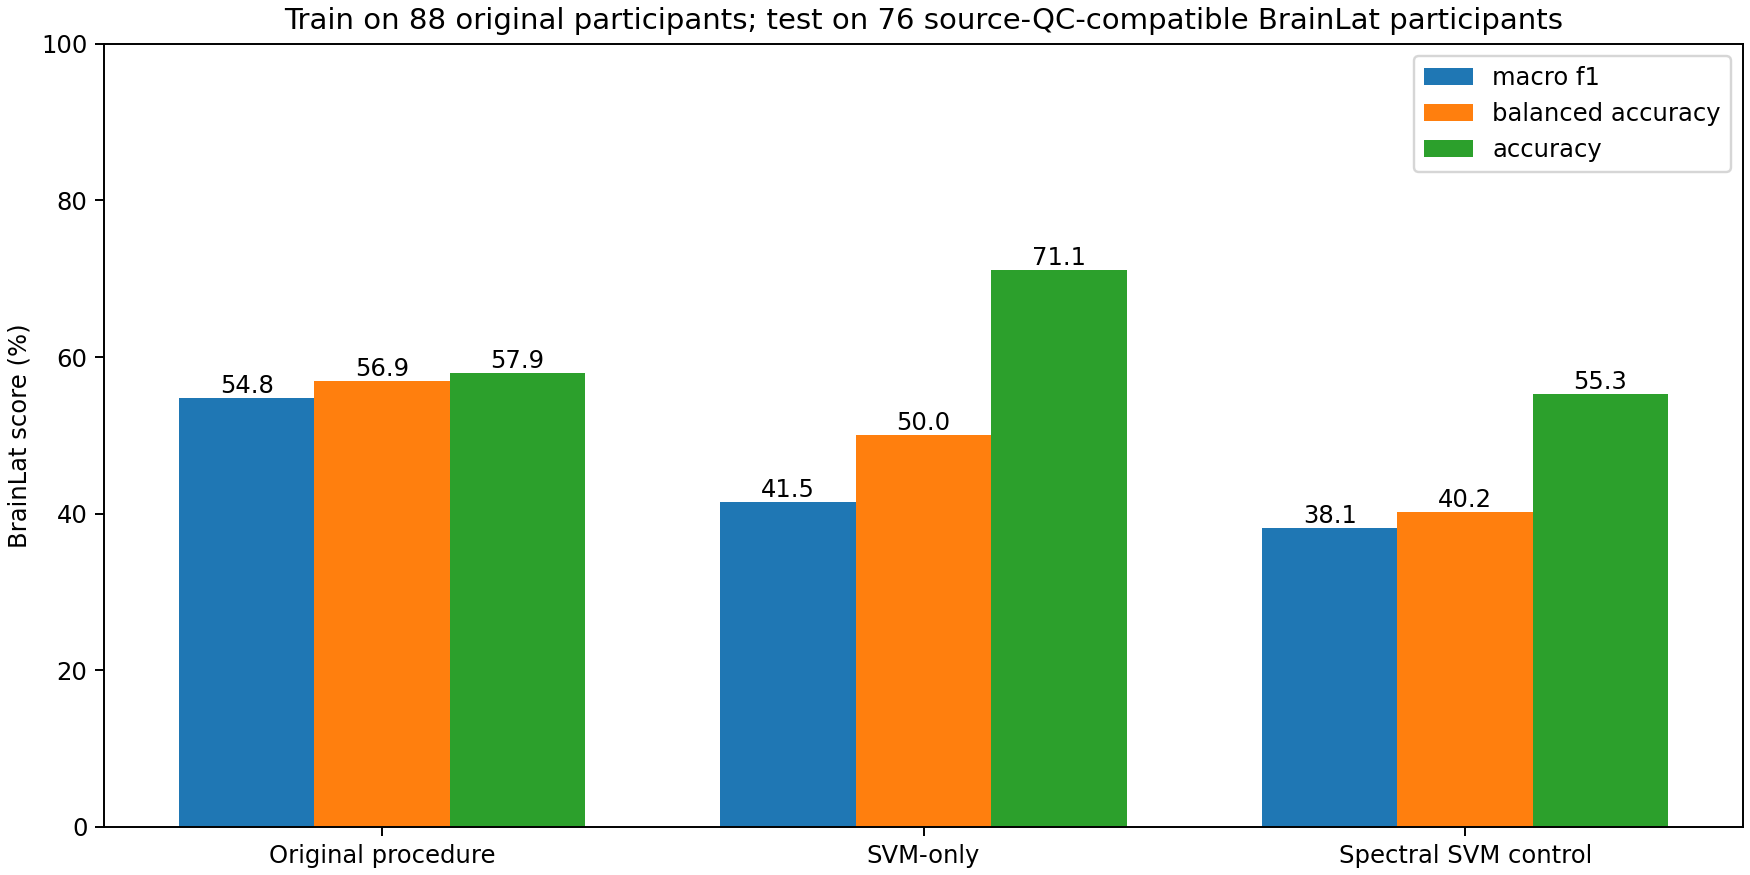 Train on 88 original participants; test on 76 source-QC-compatible BrainLat participants
100
80
60
40
20
0
BrainLat score (%)
macro f1
balanced accuracy
accuracy
54.8
56.9
57.9
41.5
50.0
71.1
38.1
40.2
55.3
Original procedure
SVM-only
Spectral SVM control